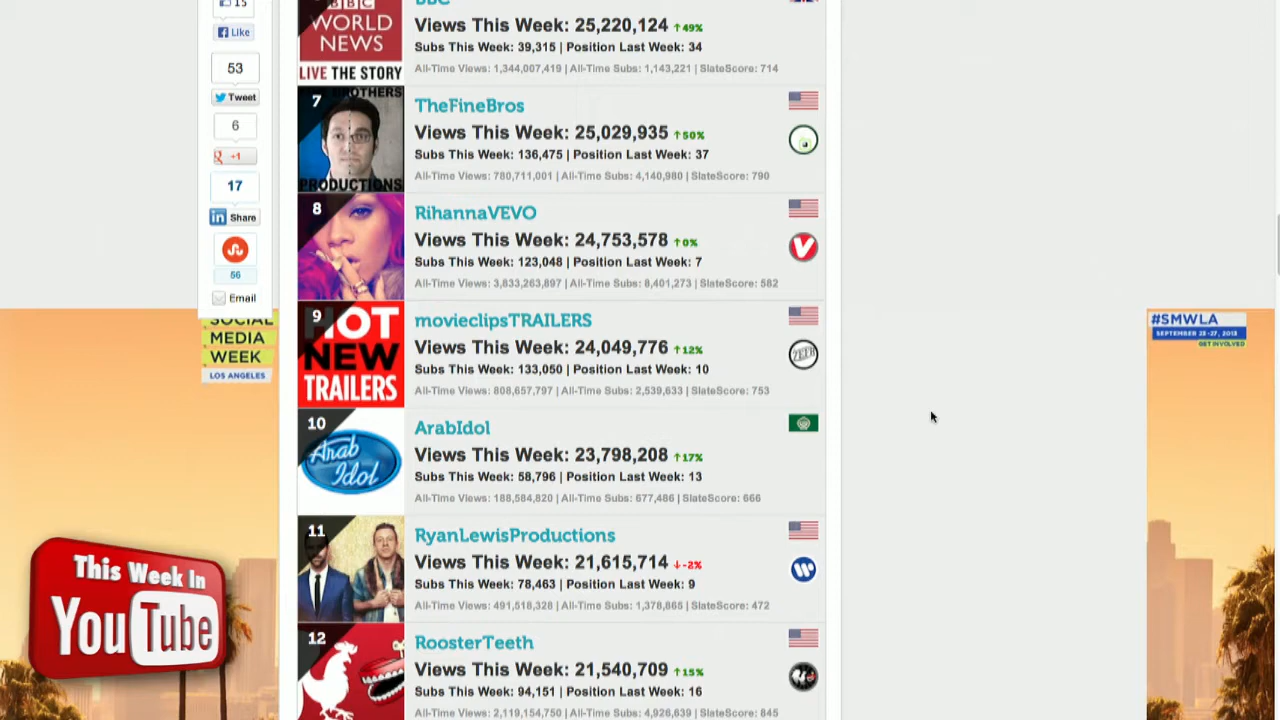 15
Like
53
Tweet
6
+1
17
in Share
56
Email
SOCIAL
MEDIA
WEEK
LOS ANGELES
BBC
WORLD
NEWS
LIVE THE STORY
BBC
Views This Week: 25,220,124 ↑49%
Subs This Week: 39,315 | Position Last Week: 34
All-Time Views: 1,344,007,419 | All-Time Subs: 1,143,221 | SlateScore: 714
7
BROTHERS
PRODUCTIONS
TheFineBros
Views This Week: 25,029,935 ↑50%
Subs This Week: 136,475 | Position Last Week: 37
All-Time Views: 780,711,001 | All-Time Subs: 4,140,980 | SlateScore: 790
8
RihannaVEVO
Views This Week: 24,753,578 ↑0%
Subs This Week: 123,048 | Position Last Week: 7
All-Time Views: 3,833,263,897 | All-Time Subs: 8,401,273 | SlateScore: 582
V
9
HOT
NEW
TRAILERS
movieclipsTRAILERS
Views This Week: 24,049,776 ↑12%
Subs This Week: 133,050 | Position Last Week: 10
All-Time Views: 808,657,797 | All-Time Subs: 2,539,633 | SlateScore: 753
ZEFR
10
Arab
Idol
ArabIdol
Views This Week: 23,798,208 ↑17%
Subs This Week: 58,796 | Position Last Week: 13
All-Time Views: 188,584,820 | All-Time Subs: 677,486 | SlateScore: 666
11
RyanLewisProductions
Views This Week: 21,615,714 ↓-2%
Subs This Week: 78,463 | Position Last Week: 9
All-Time Views: 491,518,328 | All-Time Subs: 1,378,865 | SlateScore: 472
12
RoosterTeeth
Views This Week: 21,540,709 ↑15%
Subs This Week: 94,151 | Position Last Week: 16
All-Time Views: 2,119,154,750 | All-Time Subs: 4,926,639 | SlateScore: 845
#SMWLA
SEPTEMBER 23-27, 2013
GET INVOLVED
This Week In
YouTube